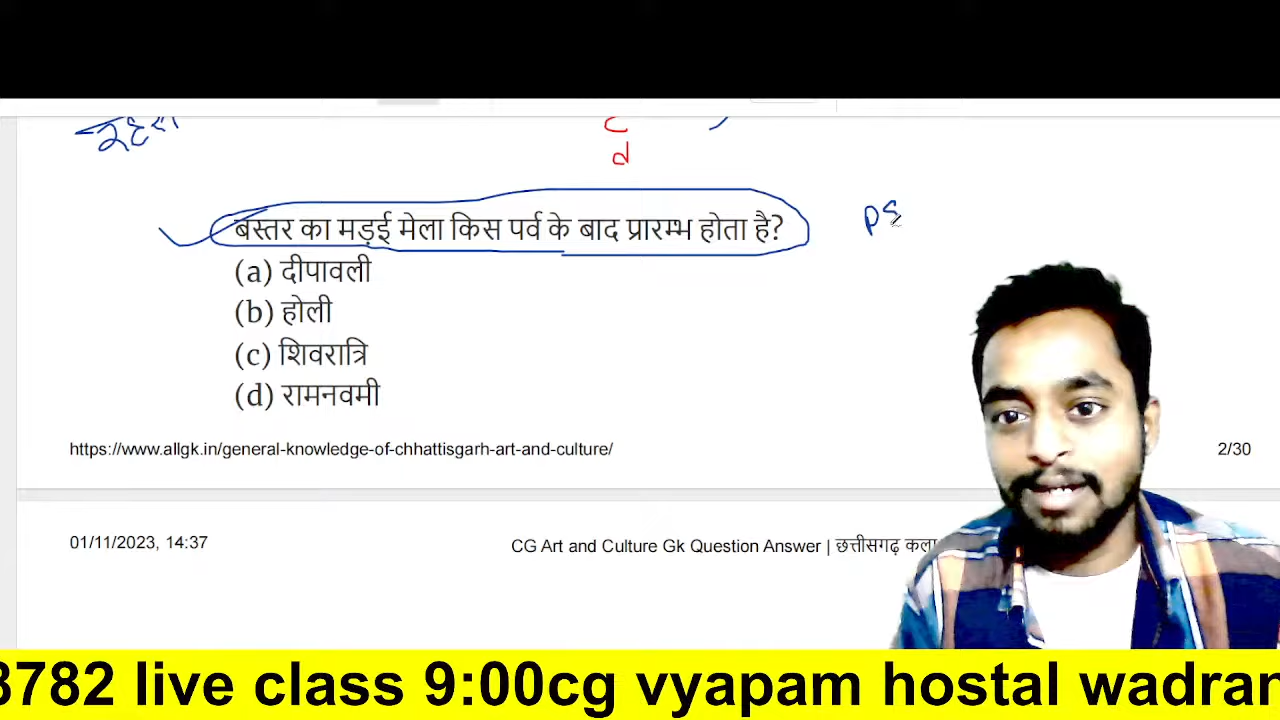 d
बस्तर का मड़ई मेला किस पर्व के बाद प्रारम्भ होता है?
PS
(a) दीपावली
(b) होली
(c) शिवरात्रि
(d) रामनवमी
https://www.allgk.in/general-knowledge-of-chhattisgarh-art-and-culture/
2/30
01/11/2023, 14:37
CG Art and Culture Gk Question Answer | छत्तीसगढ़ कला
8782 live class 9:00cg vyapam hostal wadran